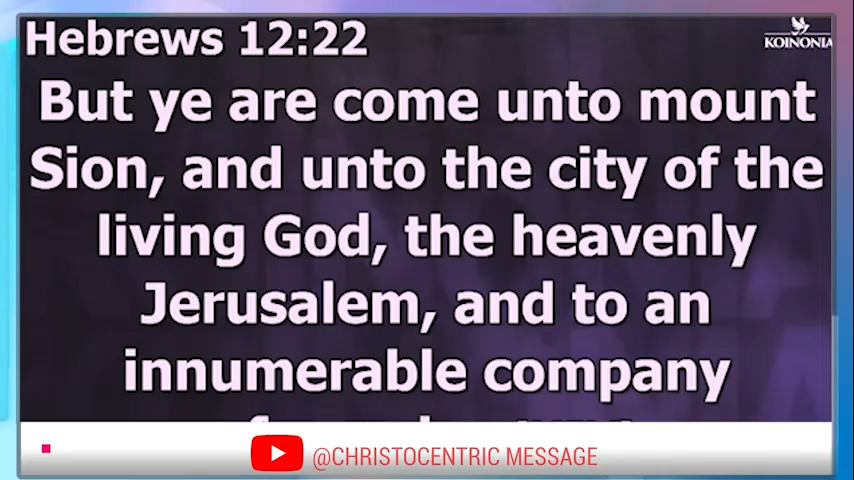 Hebrews 12:22
KOINONIA
But ye are come unto mount
Sion, and unto the city of the
living God, the heavenly
Jerusalem, and to an
innumerable company
@CHRISTOCENTRIC MESSAGE